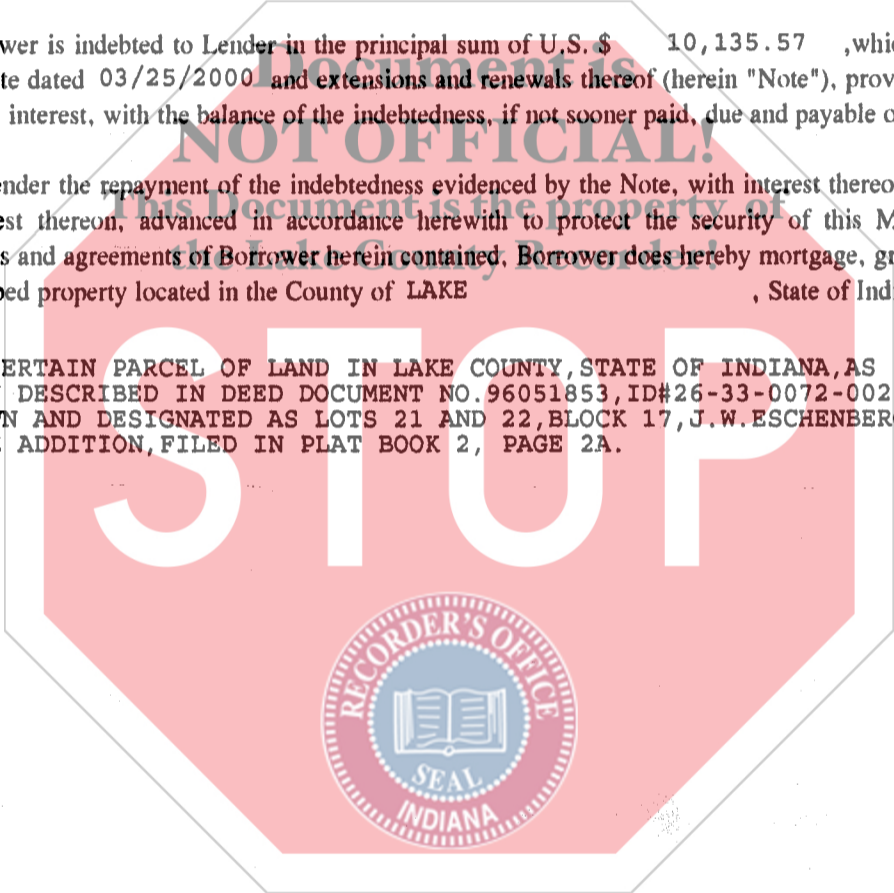 wer is indebted to Lender in the principal sum of U.S. $ 10,135.57 ,whic
te dated 03/25/2000 and extensions and renewals thereof (herein "Note"), prov
interest, with the balance of the indebtedness, if not sooner paid, due and payable o
ender the repayment of the indebtedness evidenced by the Note, with interest thereo
est thereon, advanced in accordance herewith to protect the security of this M
s and agreements of Borrower herein contained, Borrower does hereby mortgage, gr
bed property located in the County of LAKE , State of Ind
ERTAIN PARCEL OF LAND IN LAKE COUNTY,STATE OF INDIANA,AS
DESCRIBED IN DEED DOCUMENT NO.96051853,ID#26-33-0072-002
N AND DESIGNATED AS LOTS 21 AND 22,BLOCK 17,J.W.ESCHENBER
ADDITION,FILED IN PLAT BOOK 2, PAGE 2A.
Document is
NOT OFFICIAL!
This Document is the property of
the Lake County Recorder!
STOP
RECORDER'S OFFICE
SEAL
INDIANA